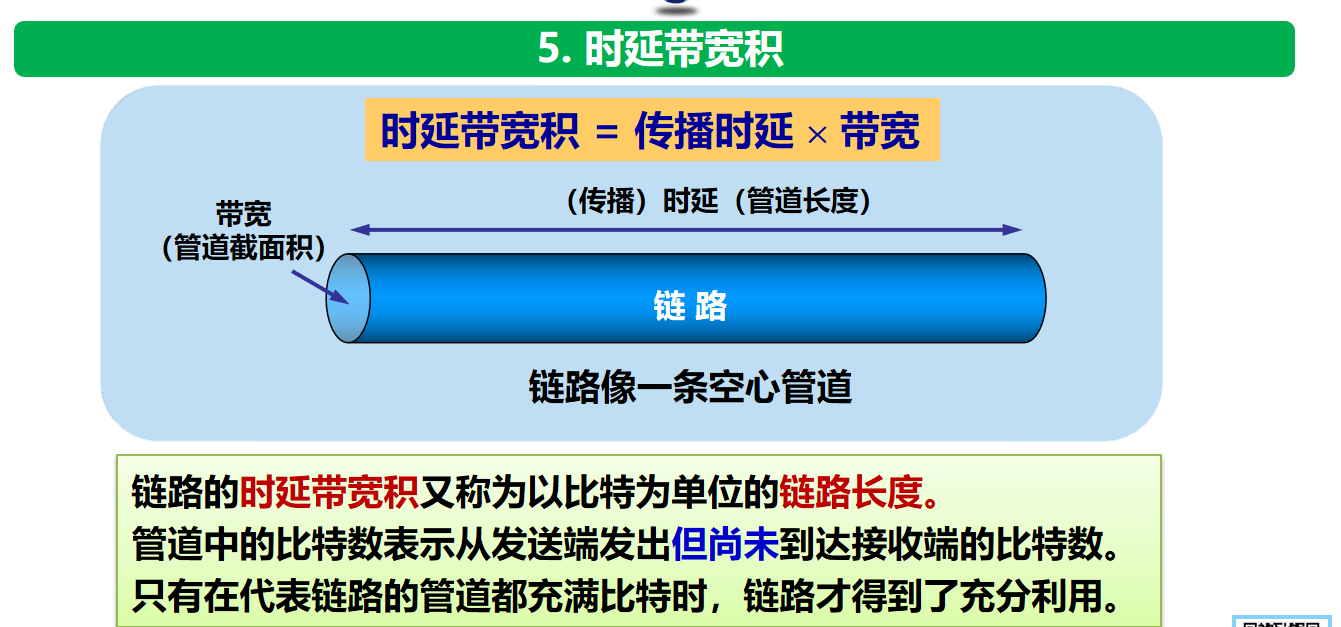 5. 时延带宽积
时延带宽积 = 传播时延 × 带宽
（传播）时延（管道长度）
带宽
（管道截面积）
链 路
链路像一条空心管道
链路的时延带宽积又称为以比特为单位的链路长度。
管道中的比特数表示从发送端发出但尚未到达接收端的比特数。
只有在代表链路的管道都充满比特时，链路才得到了充分利用。